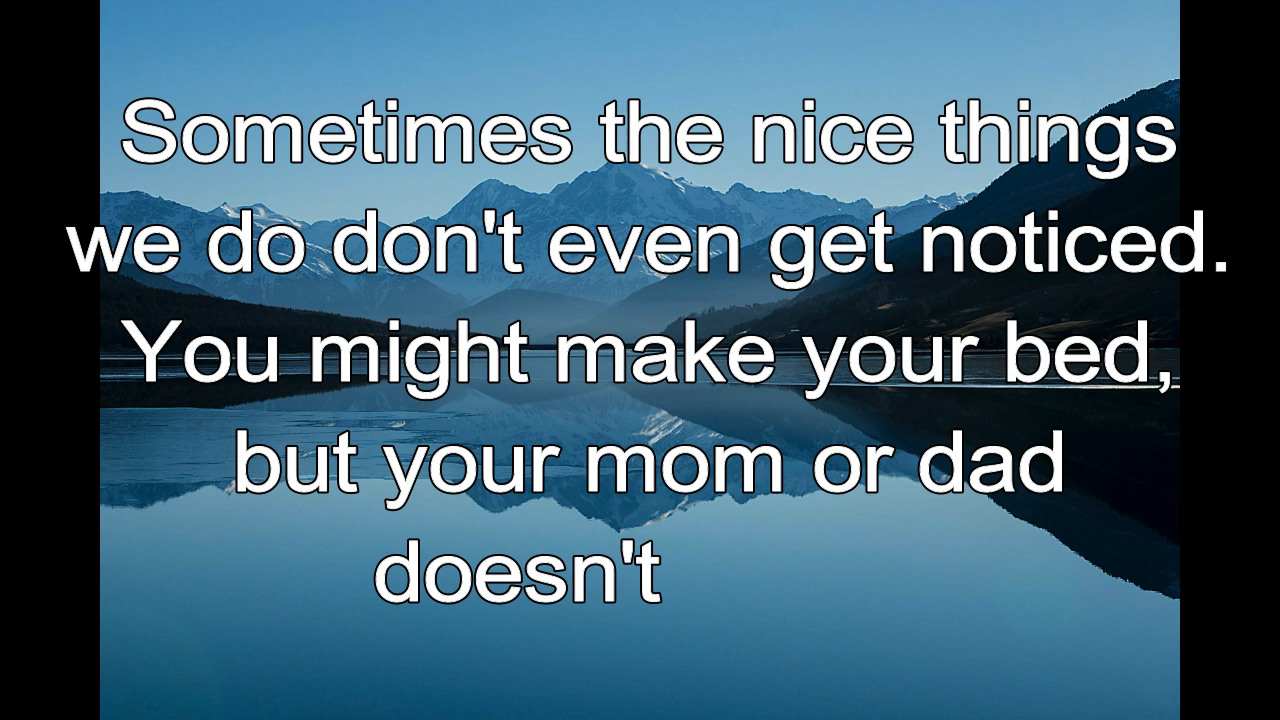 Sometimes the nice things
we do don't even get noticed.
You might make your bed,
but your mom or dad
doesn't